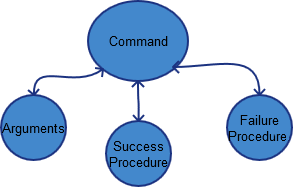 Command
Arguments
Success
Procedure
Failure
Procedure